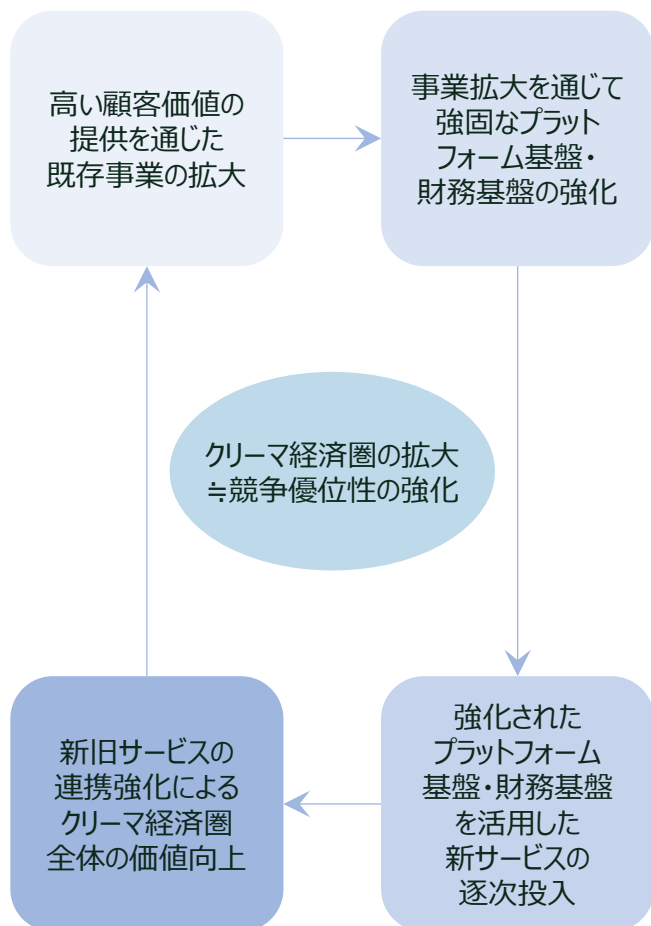 高い顧客価値の
提供を通じた
既存事業の拡大
事業拡大を通じて
強固なプラット
フォーム基盤・
財務基盤の強化
クリーマ経済圏の拡大
≒競争優位性の強化
新旧サービスの
連携強化による
クリーマ経済圏
全体の価値向上
強化された
プラットフォーム
基盤・財務基盤
を活用した
新サービスの
逐次投入